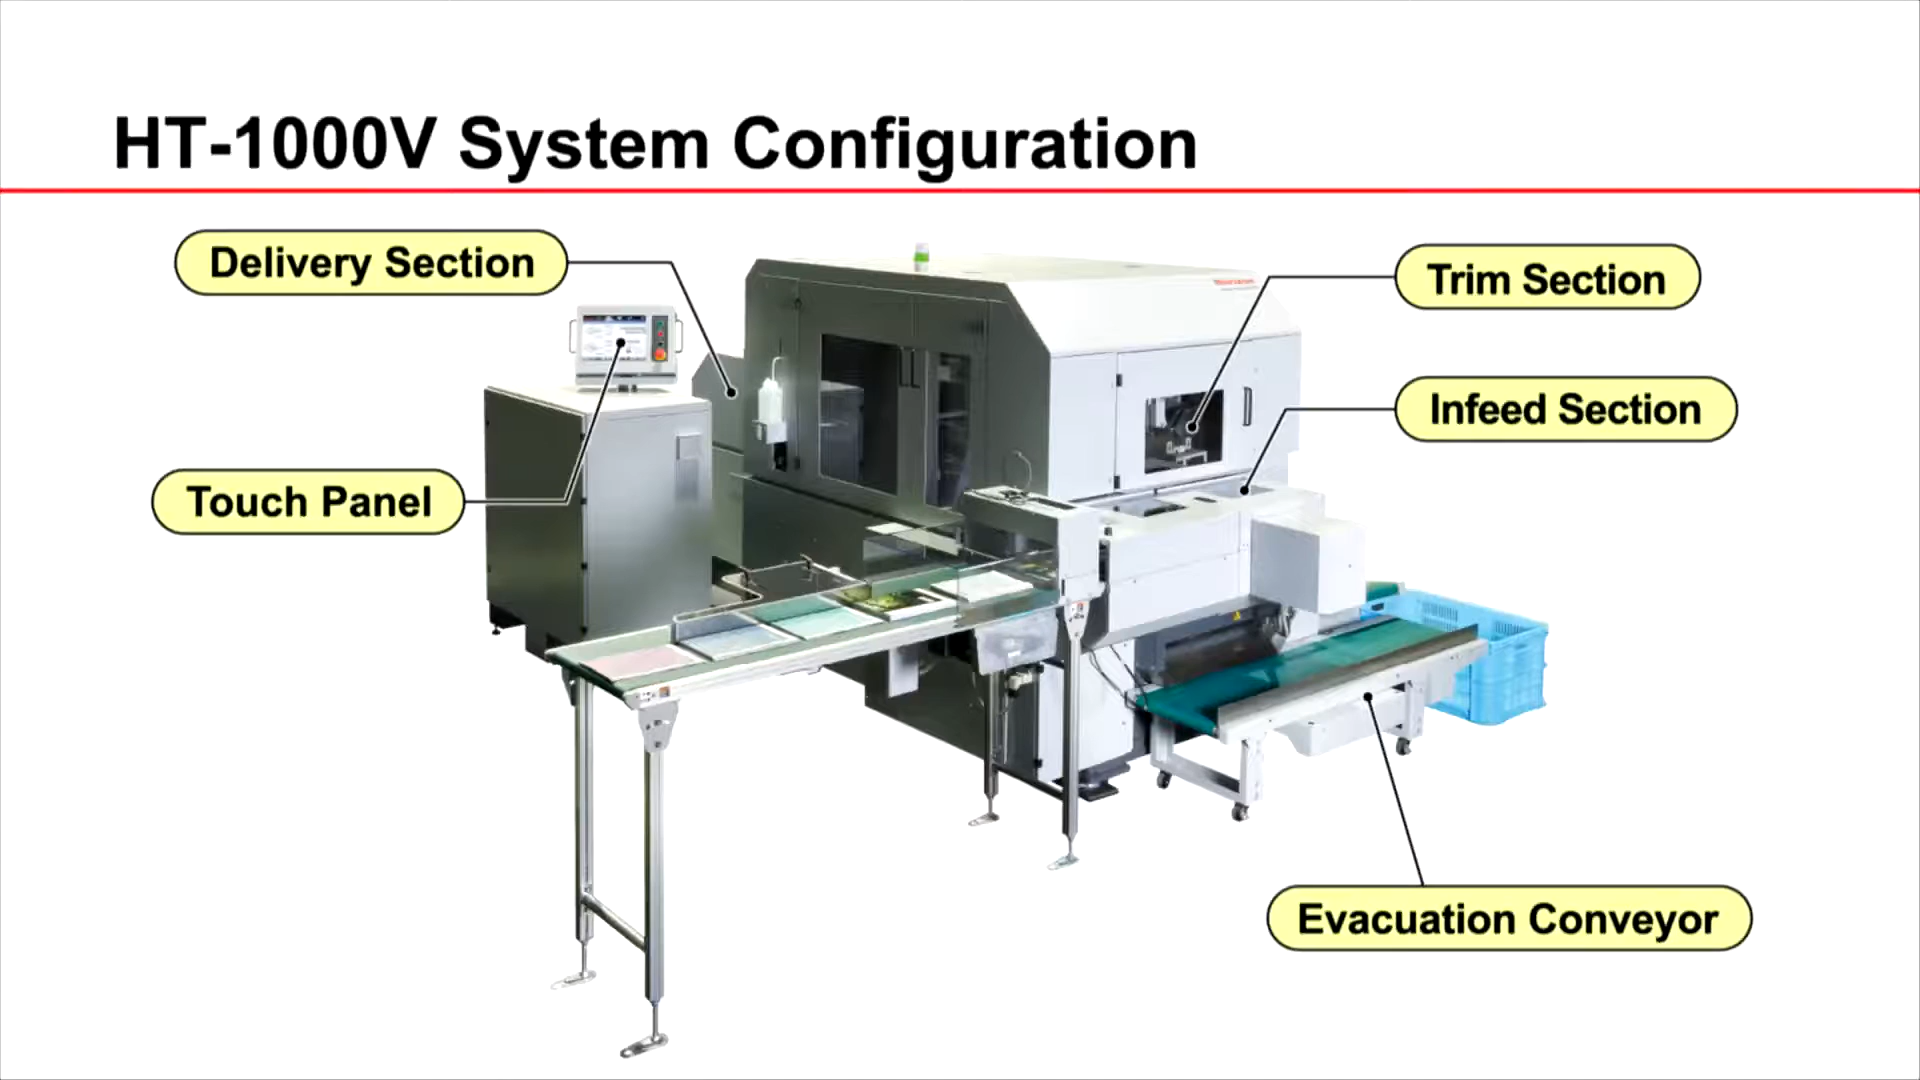 HT-1000V System Configuration
Delivery Section
Trim Section
Infeed Section
Touch Panel
Evacuation Conveyor